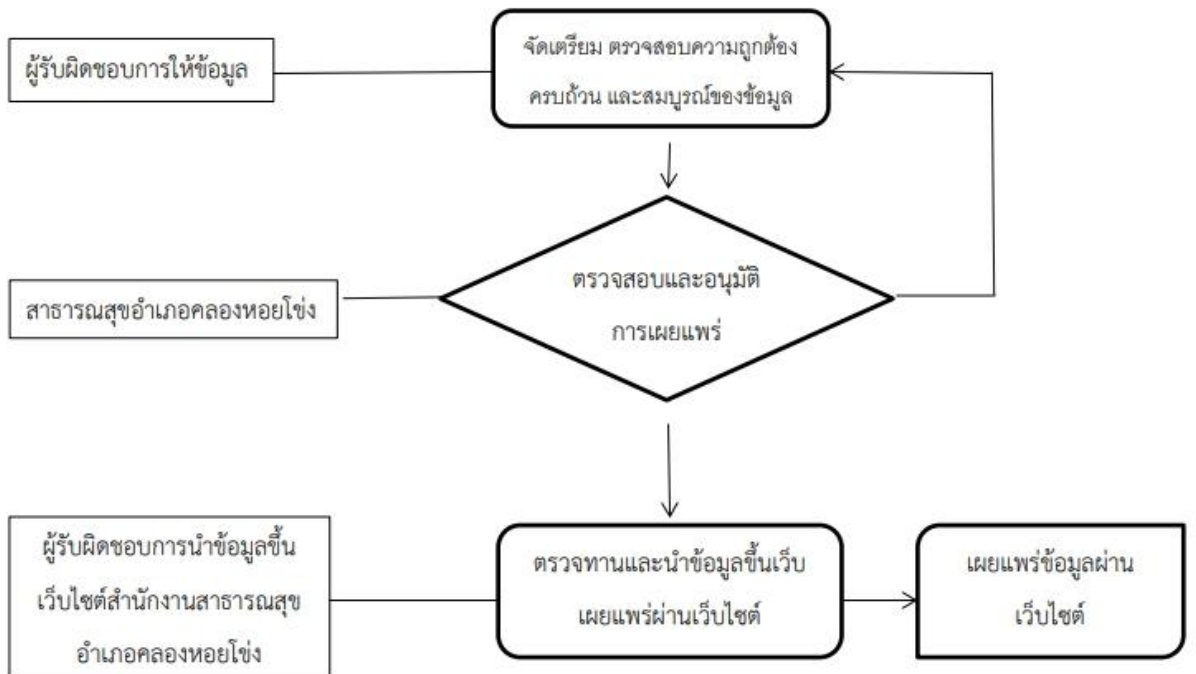 ผู้รับผิดชอบการให้ข้อมูล
จัดเตรียม ตรวจสอบความถูกต้อง
ครบถ้วน และสมบูรณ์ของข้อมูล
สาธารณสุขอำเภอคลองหอยโข่ง
ตรวจสอบและอนุมัติ
การเผยแพร่
ผู้รับผิดชอบการนำข้อมูลขึ้น
เว็บไซต์สำนักงานสาธารณสุข
อำเภอคลองหอยโข่ง
ตรวจทานและนำข้อมูลขึ้นเว็บ
เผยแพร่ผ่านเว็บไซต์
เผยแพร่ข้อมูลผ่าน
เว็บไซต์